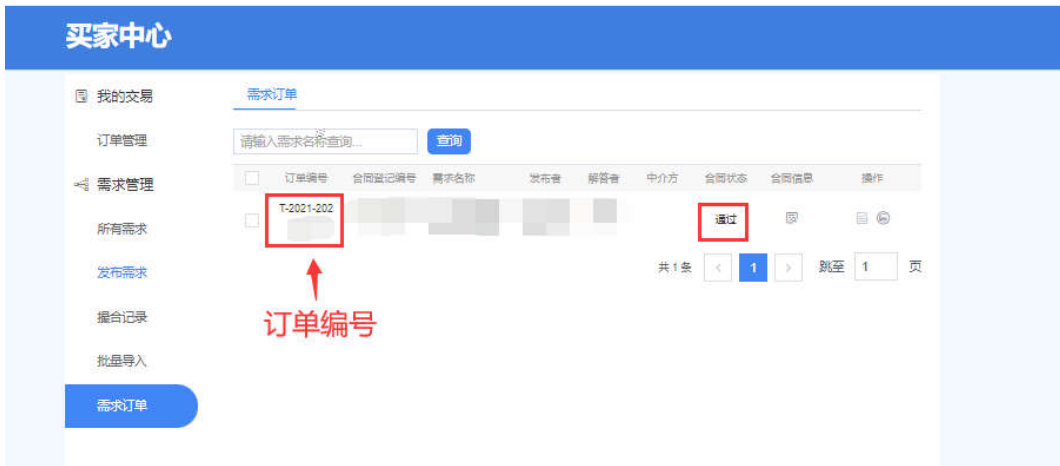 买家中心
我的交易
订单管理
需求管理
所有需求
发布需求
撮合记录
批量导入
需求订单
需求订单
请输入需求名称查询... 查询
订单编号 合同登记编号 需求名称 发布者 解答者 中介方 合同状态 合同信息 操作
T-2021-202 通过
共1条 < 1 > 跳至 1 页
订单编号